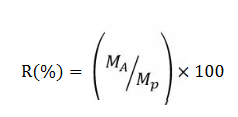 R(%) = (M_A/M_p) × 100